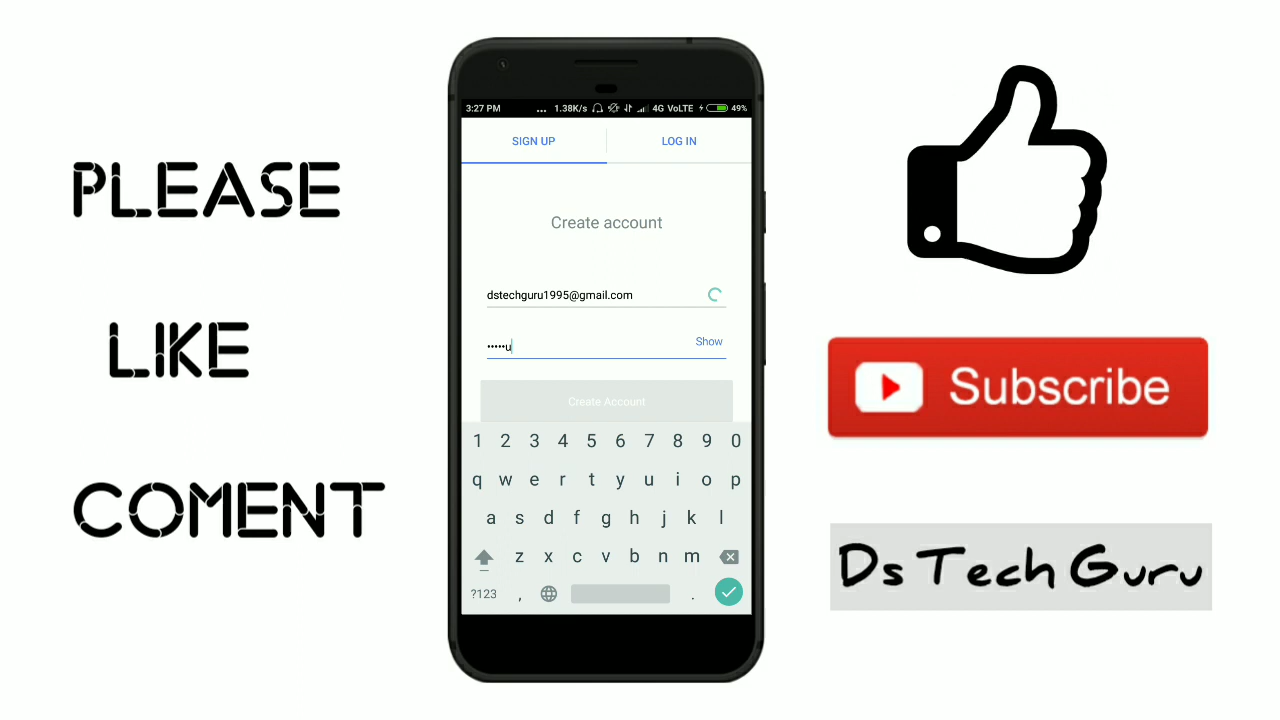 PLEASE
LIKE
COMENT
3:27 PM ... 1.38K/s 4G VoLTE 49%
SIGN UP LOG IN
Create account
dstechguru1995@gmail.com
•••••u Show
Create Account
1 2 3 4 5 6 7 8 9 0
q w e r t y u i o p
a s d f g h j k l
z x c v b n m
?123 , .
Subscribe
Ds Tech Guru